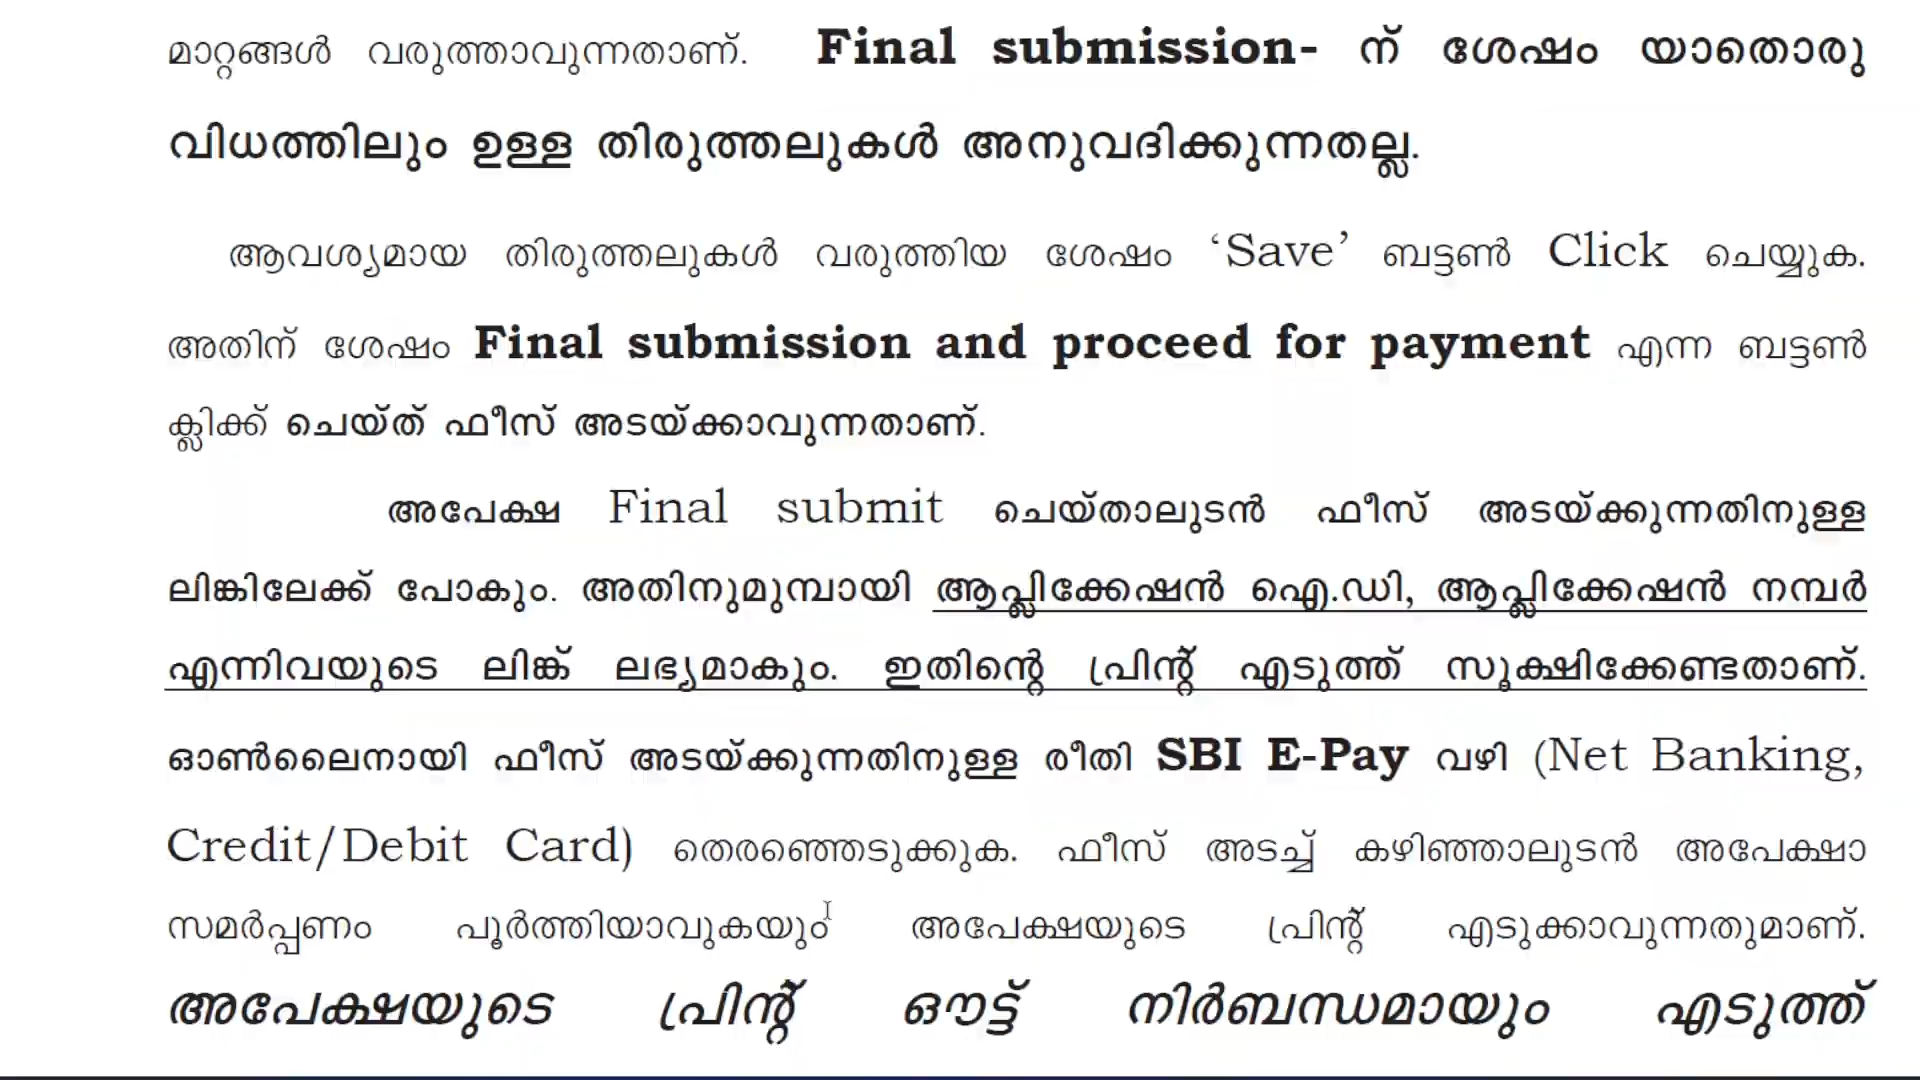 മാറ്റങ്ങൾ വരുത്താവുന്നതാണ്. Final submission- ന് ശേഷം യാതൊരു
വിധത്തിലും ഉള്ള തിരുത്തലുകൾ അനുവദിക്കുന്നതല്ല.
ആവശ്യമായ തിരുത്തലുകൾ വരുത്തിയ ശേഷം ‘Save’ ബട്ടൺ Click ചെയ്യുക.
അതിന് ശേഷം Final submission and proceed for payment എന്ന ബട്ടൺ
ക്ലിക്ക് ചെയ്ത് ഫീസ് അടയ്ക്കാവുന്നതാണ്.
അപേക്ഷ Final submit ചെയ്താലുടൻ ഫീസ് അടയ്ക്കുന്നതിനുള്ള
ലിങ്കിലേക്ക് പോകും. അതിനുമുമ്പായി ആപ്ലിക്കേഷൻ ഐ.ഡി, ആപ്ലിക്കേഷൻ നമ്പർ
എന്നിവയുടെ ലിങ്ക് ലഭ്യമാകും. ഇതിന്റെ പ്രിന്റ് എടുത്ത് സൂക്ഷിക്കേണ്ടതാണ്.
ഓൺലൈനായി ഫീസ് അടയ്ക്കുന്നതിനുള്ള രീതി SBI E-Pay വഴി (Net Banking,
Credit/Debit Card) തെരഞ്ഞെടുക്കുക. ഫീസ് അടച്ച് കഴിഞ്ഞാലുടൻ അപേക്ഷാ
സമർപ്പണം പൂർത്തിയാവുകയും അപേക്ഷയുടെ പ്രിന്റ് എടുക്കാവുന്നതുമാണ്.
അപേക്ഷയുടെ പ്രിന്റ് ഔട്ട് നിർബന്ധമായും എടുത്ത്